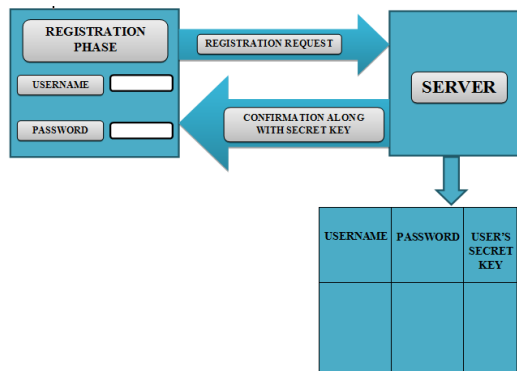 REGISTRATION
PHASE
USERNAME
PASSWORD
REGISTRATION REQUEST
CONFIRMATION ALONG
WITH SECRET KEY
SERVER
USERNAME
PASSWORD
USER'S
SECRET
KEY